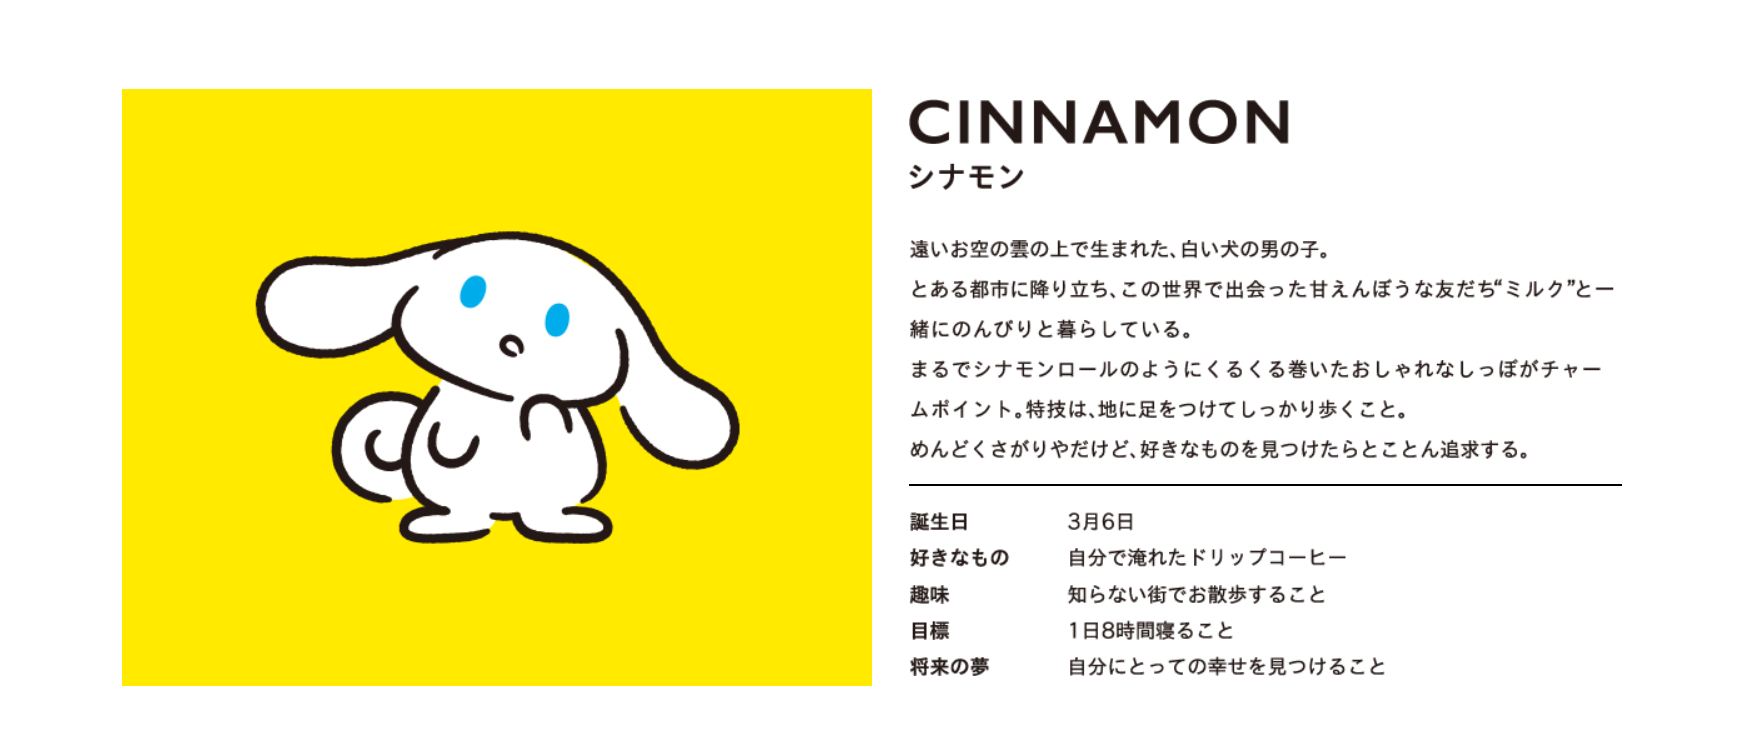 CINNAMON
シナモン
遠いお空の雲の上で生まれた、白い犬の男の子。
とある都市に降り立ち、この世界で出会った甘えんぼうな友だち“ミルク”と一
緒にのんびりと暮らしている。
まるでシナモンロールのようにくるくる巻いたおしゃれなしっぽがチャー
ムポイント。特技は、地に足をつけてしっかり歩くこと。
めんどくさがりやだけど、好きなものを見つけたらとことん追求する。
誕生日 3月6日
好きなもの 自分で淹れたドリップコーヒー
趣味 知らない街でお散歩すること
目標 1日8時間寝ること
将来の夢 自分にとっての幸せを見つけること